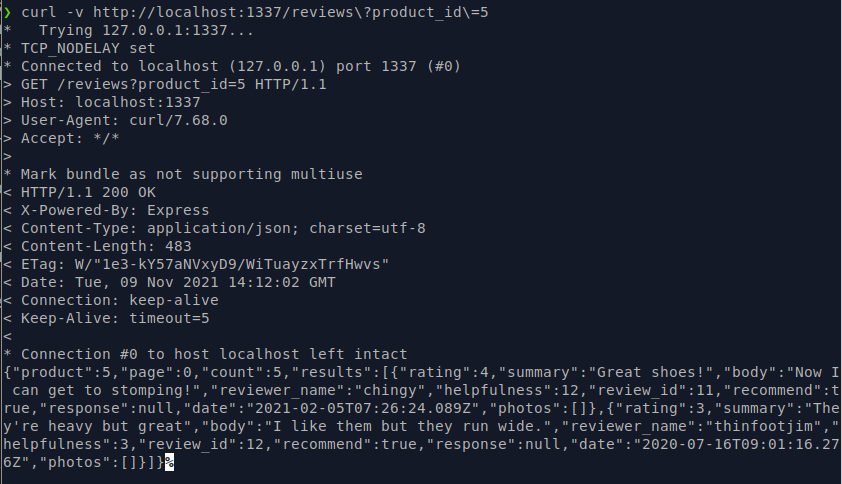 ❯ curl -v http://localhost:1337/reviews\?product_id\=5
*   Trying 127.0.0.1:1337...
* TCP_NODELAY set
* Connected to localhost (127.0.0.1) port 1337 (#0)
> GET /reviews?product_id=5 HTTP/1.1
> Host: localhost:1337
> User-Agent: curl/7.68.0
> Accept: */*
>
* Mark bundle as not supporting multiuse
< HTTP/1.1 200 OK
< X-Powered-By: Express
< Content-Type: application/json; charset=utf-8
< Content-Length: 483
< ETag: W/"1e3-kY57aNVxyD9/WiTuayzxTrfHwvs"
< Date: Tue, 09 Nov 2021 14:12:02 GMT
< Connection: keep-alive
< Keep-Alive: timeout=5
<
* Connection #0 to host localhost left intact
{"product":5,"page":0,"count":5,"results":[{"rating":4,"summary":"Great shoes!","body":"Now I
 can get to stomping!","reviewer_name":"chingy","helpfulness":12,"review_id":11,"recommend":t
rue,"response":null,"date":"2021-02-05T07:26:24.089Z","photos":[]},{"rating":3,"summary":"The
y're heavy but great","body":"I like them but they run wide.","reviewer_name":"thinfootjim","
helpfulness":3,"review_id":12,"recommend":true,"response":null,"date":"2020-07-16T09:01:16.27
6Z","photos":[]}]}%